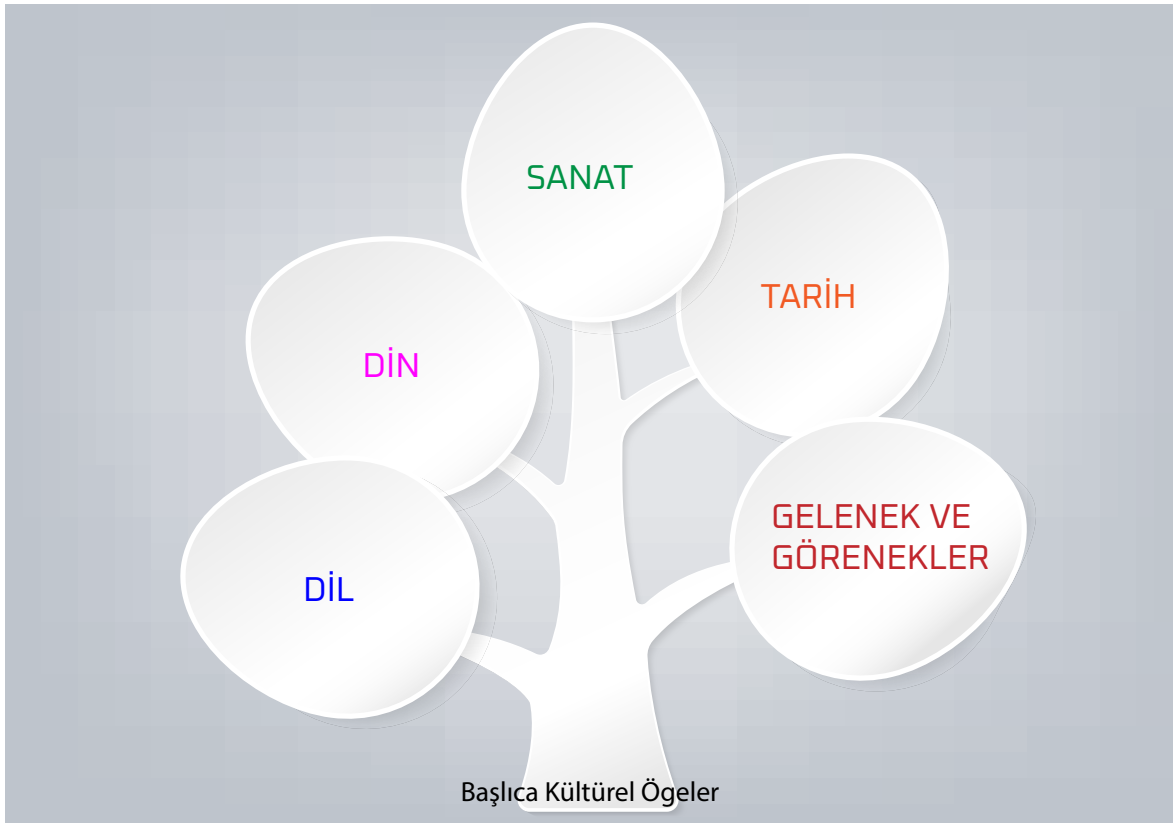 SANAT
TARİH
DİN
GELENEK VE
GÖRENEKLER
DİL
Başlıca Kültürel Ögeler